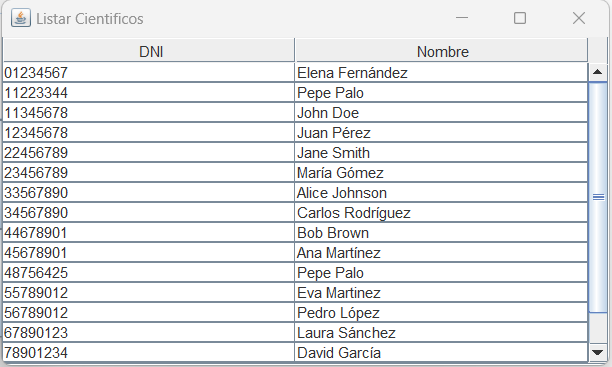 Listar Cientificos
DNI Nombre
01234567 Elena Fernández
11223344 Pepe Palo
11345678 John Doe
12345678 Juan Pérez
22456789 Jane Smith
23456789 María Gómez
33567890 Alice Johnson
34567890 Carlos Rodríguez
44678901 Bob Brown
45678901 Ana Martínez
48756425 Pepe Palo
55789012 Eva Martinez
56789012 Pedro López
67890123 Laura Sánchez
78901234 David García